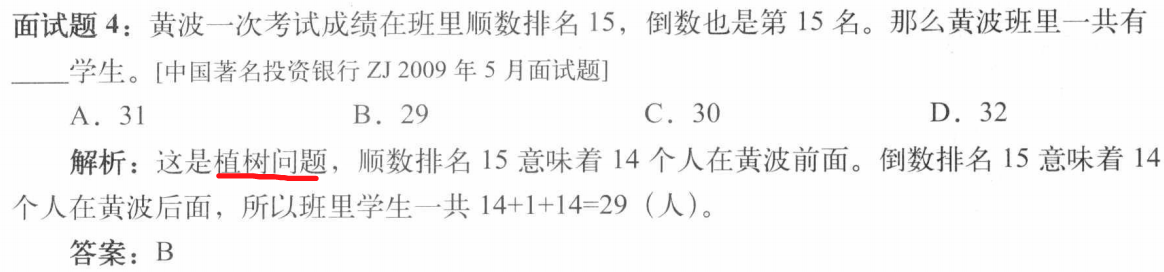 面试题 4：黄波一次考试成绩在班里顺数排名 15，倒数也是第 15 名。那么黄波班里一共有
____学生。[中国著名投资银行 ZJ 2009 年 5 月面试题]
A．31 B．29 C．30 D．32
解析：这是植树问题，顺数排名 15 意味着 14 个人在黄波前面。倒数排名 15 意味着 14
个人在黄波后面，所以班里学生一共 14+1+14=29（人）。
答案：B